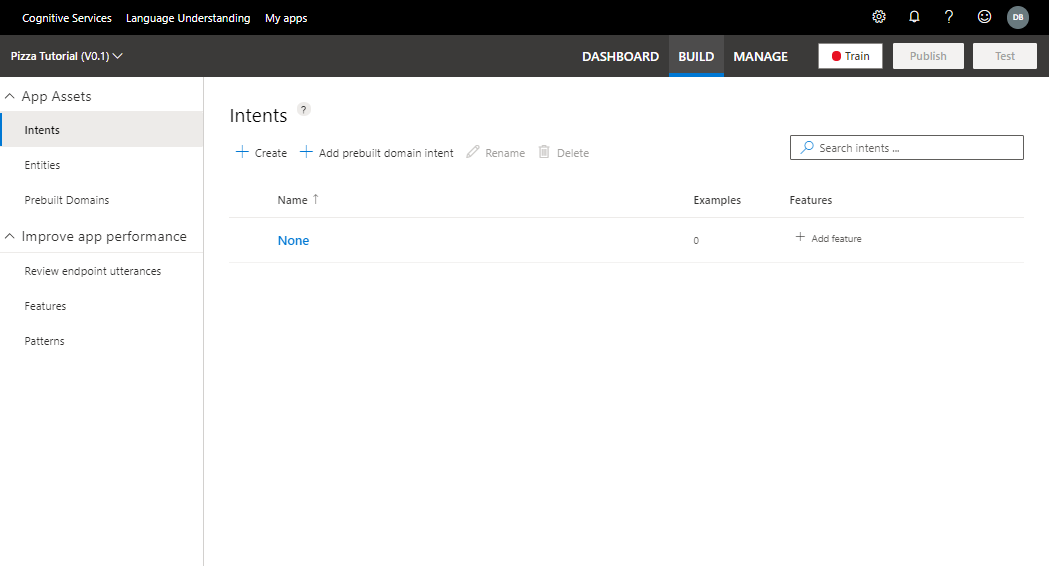 Cognitive Services Language Understanding My apps ? DB
Pizza Tutorial (V0.1) DASHBOARD BUILD MANAGE Train Publish Test
App Assets
Intents
Entities
Prebuilt Domains
Improve app performance
Review endpoint utterances
Features
Patterns
Intents ?
+ Create + Add prebuilt domain intent Rename Delete
Search intents ...
Name ↑ Examples Features
None 0 + Add feature